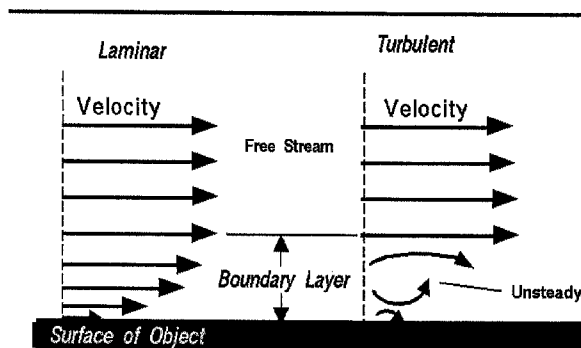 Laminar
Turbulent
Velocity
Velocity
Free Stream
Boundary Layer
Unsteady
Surface of Object